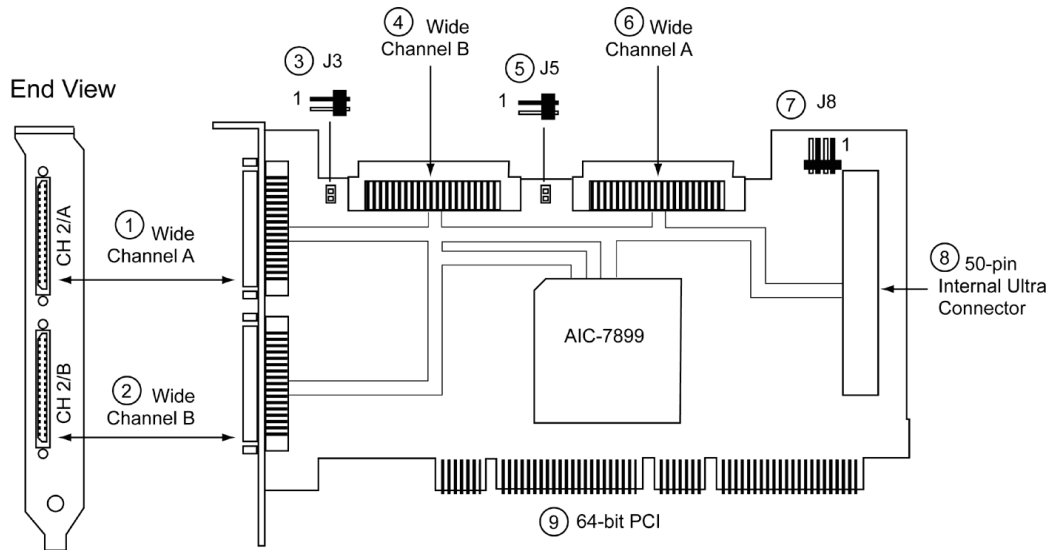 End View
CH 2/A
CH 2/B
1 Wide
Channel A
2 Wide
Channel B
3 J3
1
4 Wide
Channel B
5 J5
1
6 Wide
Channel A
7 J8
1
8 50-pin
Internal Ultra
Connector
AIC-7899
9 64-bit PCI